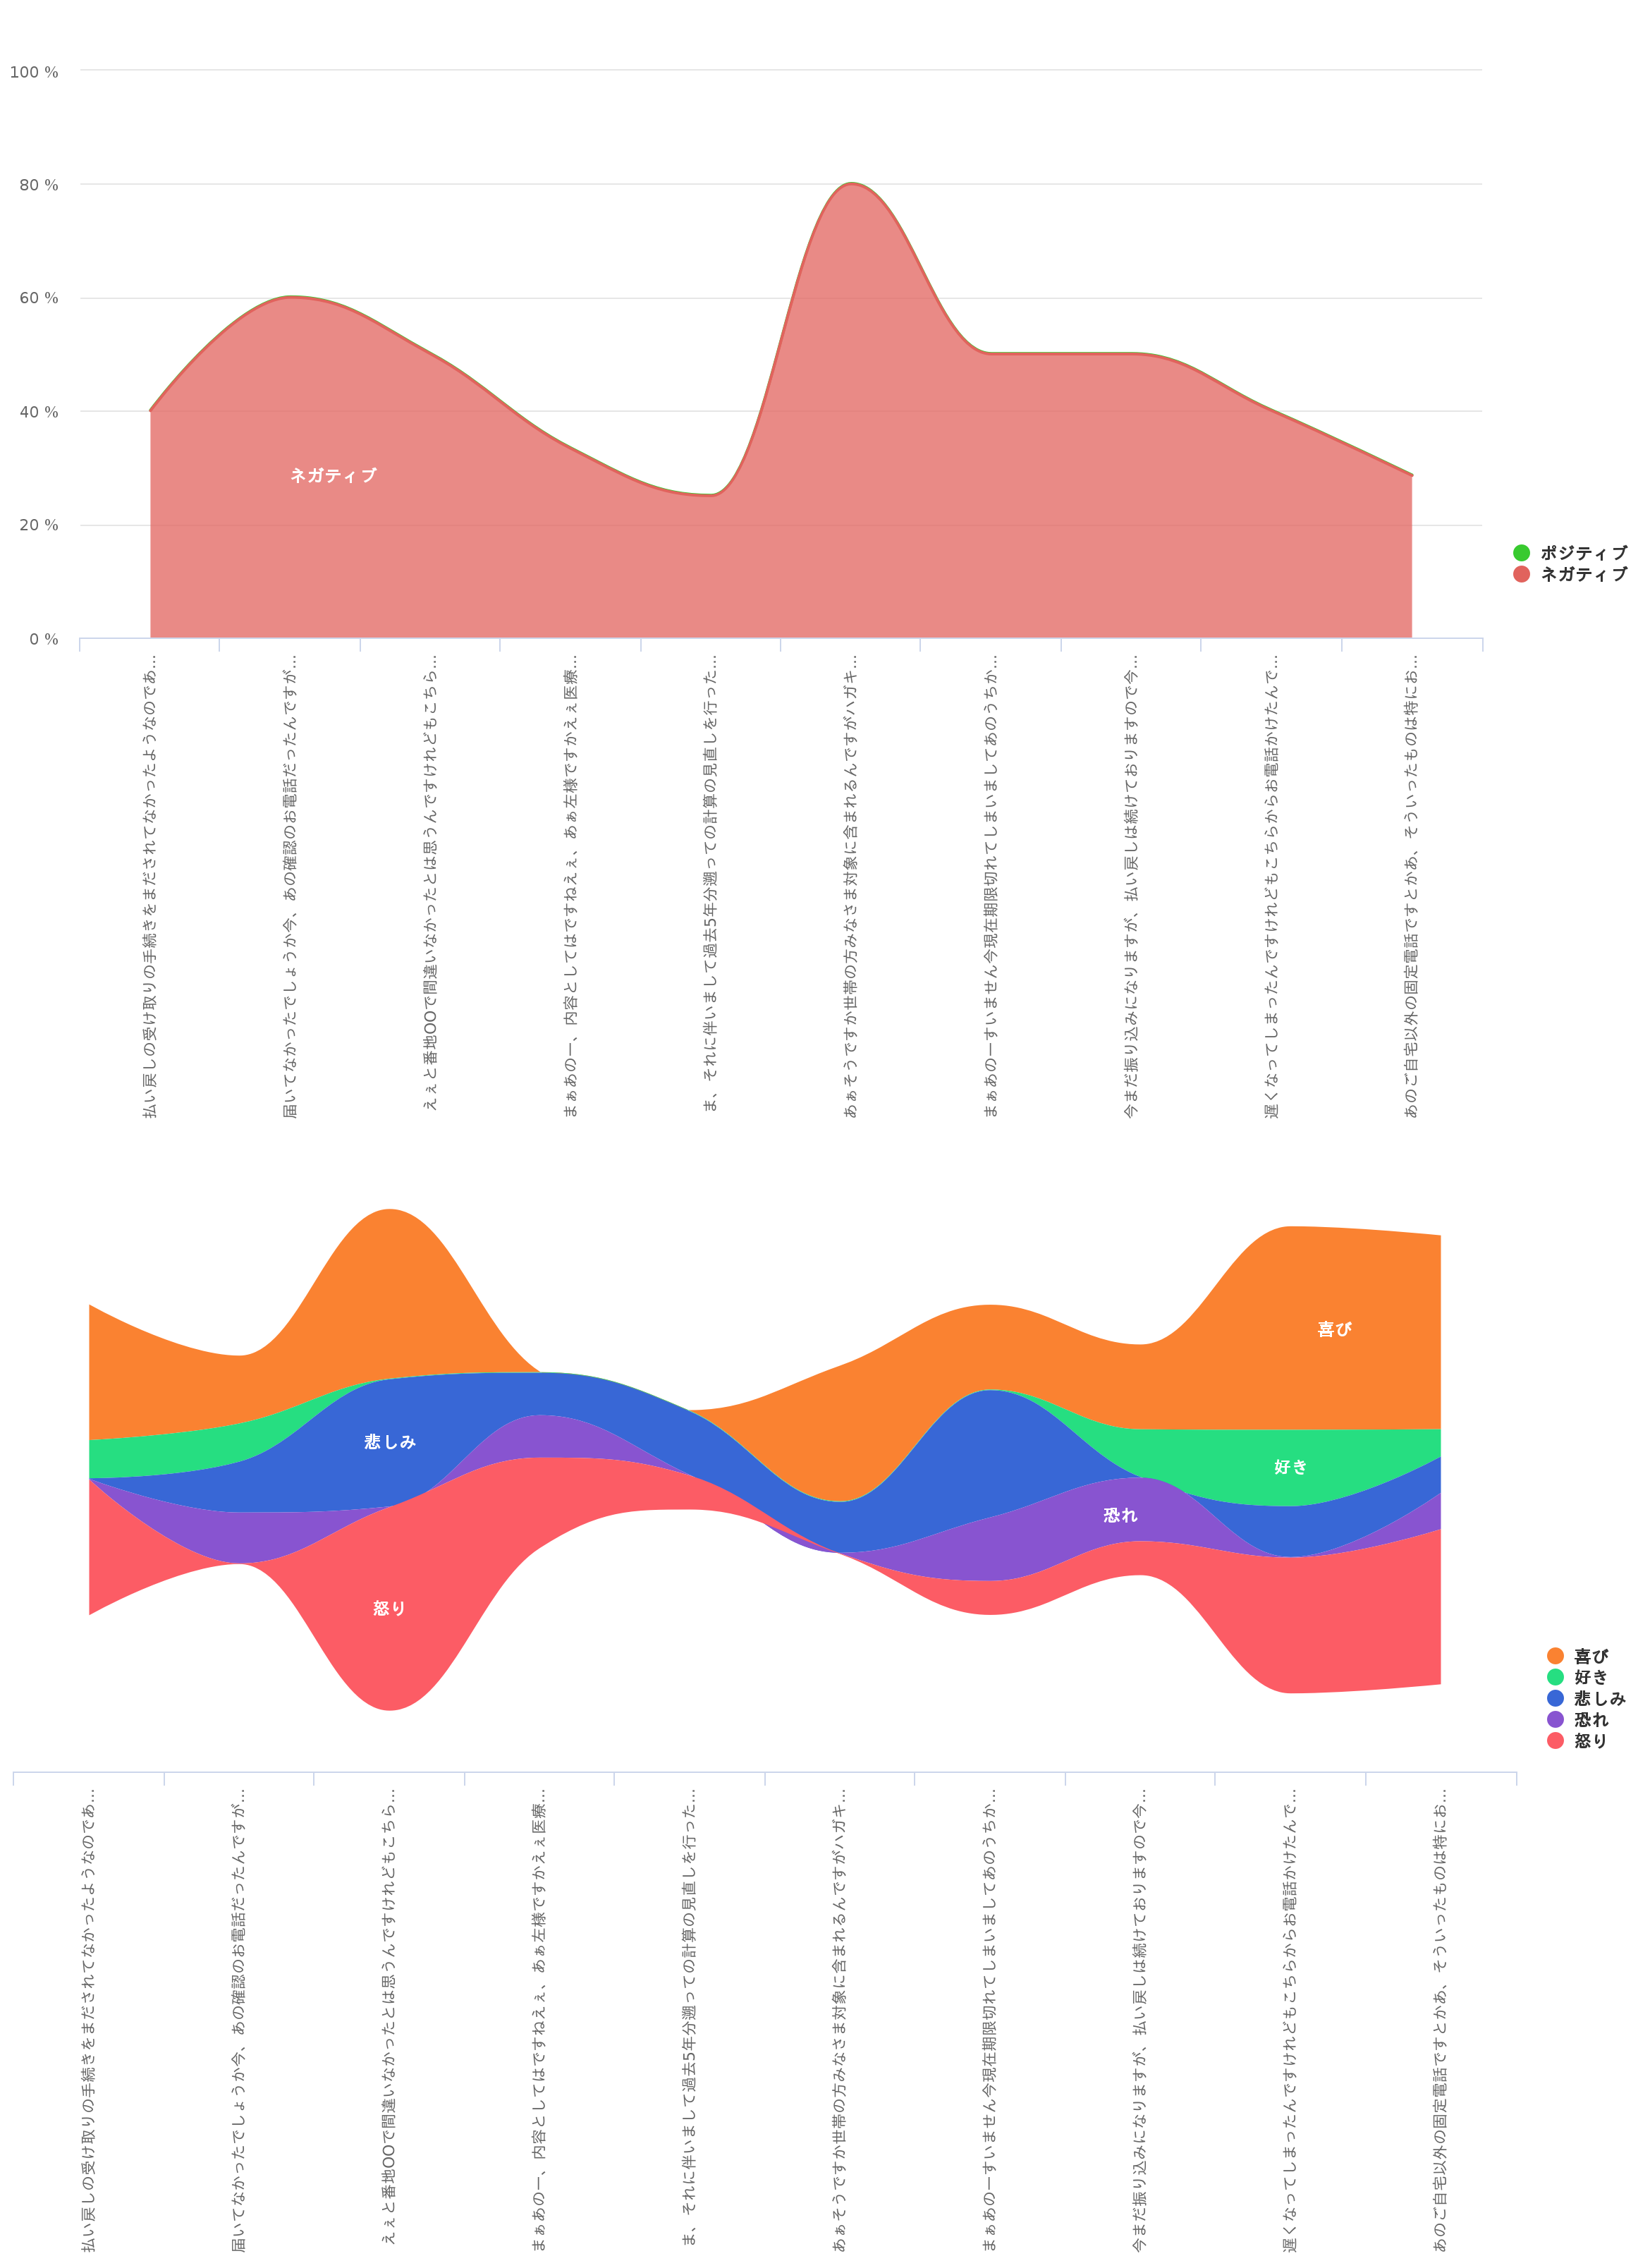 100 %
80 %
60 %
40 %
20 %
0 %
ネガティブ
ポジティブ
ネガティブ
払い戻しの受け取りの手続きをまだされてなかったようなのであ…
届いてなかったでしょうか今、あの確認のお電話だったんですが…
えぇと番地OOで間違いなかったとは思うんですけれどもこちら…
まぁあの一、内容としてはですねえぇ、あぁ左様ですかえぇ医療…
ま、それに伴いまして過去5年分遡っての計算の見直しを行った…
あぁそうですか世帯の方みなさま対象に含まれるんですがハガキ…
まぁあの一すいません今現在期限切れてしまいましてあのうちか…
今まだ振り込みになりますが、払い戻しは続けておりますので今…
遅くなってしまったんですけれどもこちらからお電話かけたんで…
あのご自宅以外の固定電話ですとかあ、そういったものは特にお…
喜び
悲しみ
好き
恐れ
怒り
喜び
好き
悲しみ
恐れ
怒り
払い戻しの受け取りの手続きをまだされてなかったようなのであ…
届いてなかったでしょうか今、あの確認のお電話だったんですが…
えぇと番地OOで間違いなかったとは思うんですけれどもこちら…
まぁあの一、内容としてはですねえぇ、あぁ左様ですかえぇ医療…
ま、それに伴いまして過去5年分遡っての計算の見直しを行った…
あぁそうですか世帯の方みなさま対象に含まれるんですがハガキ…
まぁあの一すいません今現在期限切れてしまいましてあのうちか…
今まだ振り込みになりますが、払い戻しは続けておりますので今…
遅くなってしまったんですけれどもこちらからお電話かけたんで…
あのご自宅以外の固定電話ですとかあ、そういったものは特にお…